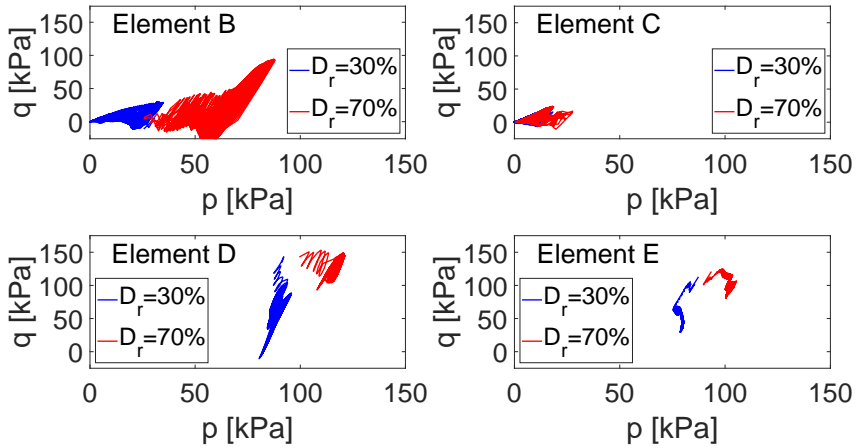 Element B
q [kPa]
150
100
50
0
D_r=30%
D_r=70%
0 50 100 150
p [kPa]
Element C
q [kPa]
150
100
50
0
D_r=30%
D_r=70%
0 50 100 150
p [kPa]
Element D
q [kPa]
150
100
50
0
D_r=30%
D_r=70%
0 50 100 150
p [kPa]
Element E
q [kPa]
150
100
50
0
D_r=30%
D_r=70%
0 50 100 150
p [kPa]